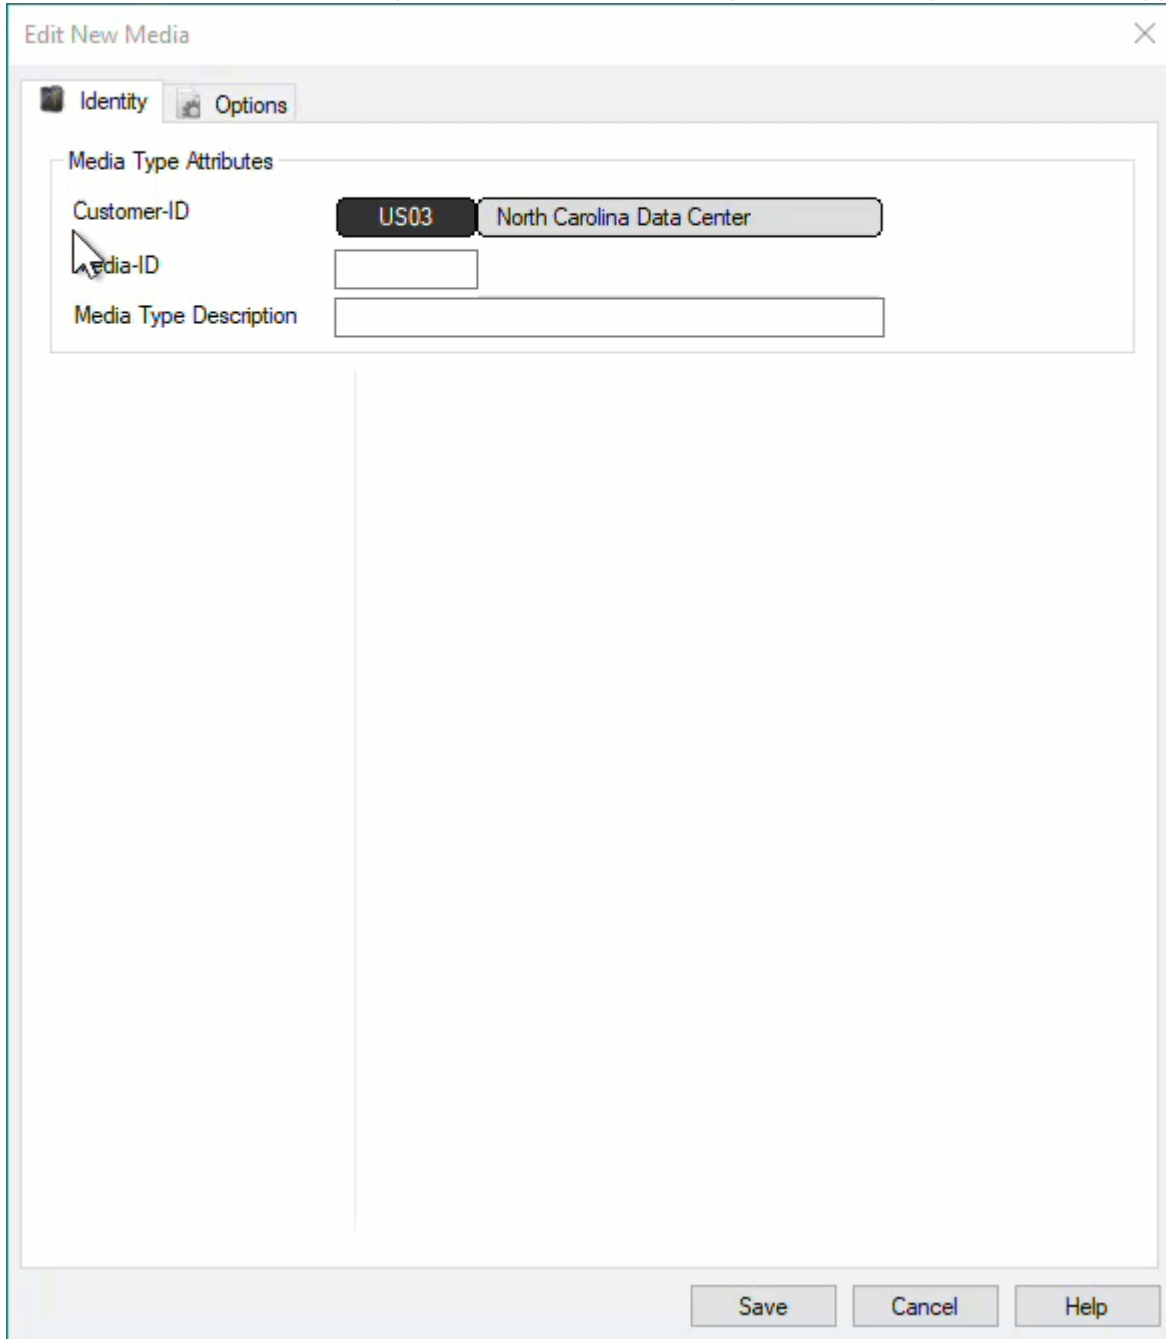 Edit New Media
Identity Options
Media Type Attributes
Customer-ID US03 North Carolina Data Center
Media-ID
Media Type Description
Save Cancel Help